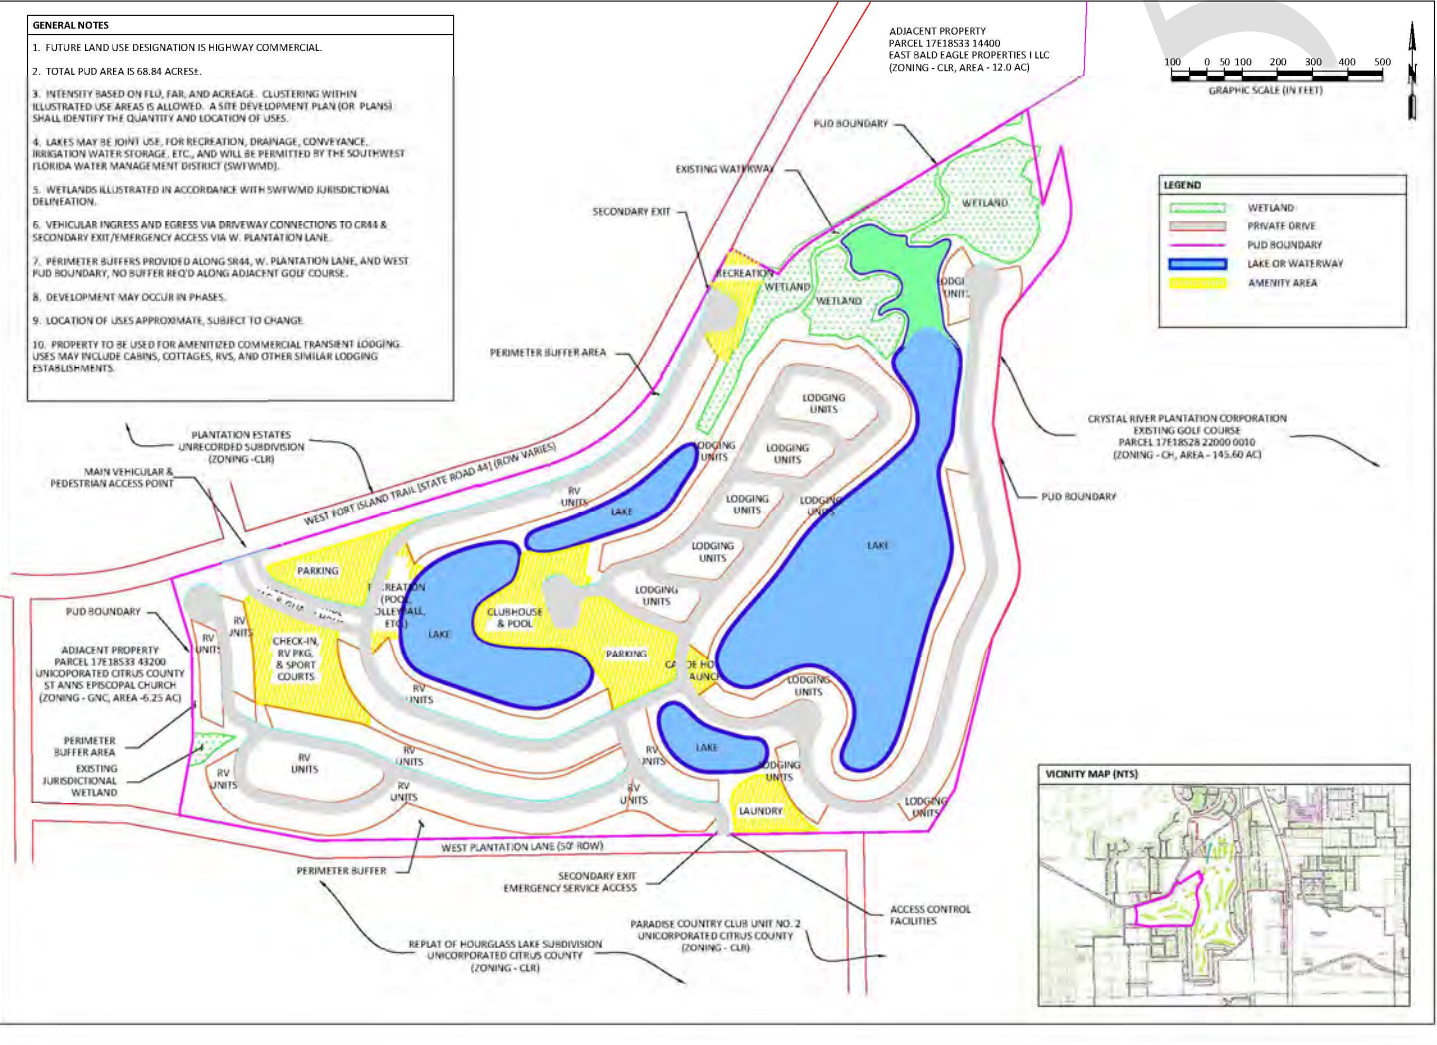 GENERAL NOTES
1. FUTURE LAND USE DESIGNATION IS HIGHWAY COMMERCIAL.
2. TOTAL PUD AREA IS 68.84 ACRES±.
3. INTENSITY BASED ON FLU, FAR, AND ACREAGE. CLUSTERING WITHIN
ILLUSTRATED USE AREAS IS ALLOWED. A SITE DEVELOPMENT PLAN (OR PLANS)
SHALL IDENTIFY THE QUANTITY AND LOCATION OF USES.
4. LAKES MAY BE JOINT USE, FOR RECREATION, DRAINAGE, CONVEYANCE,
IRRIGATION WATER STORAGE, ETC., AND WILL BE PERMITTED BY THE SOUTHWEST
FLORIDA WATER MANAGEMENT DISTRICT (SWFWMD).
5. WETLANDS ILLUSTRATED IN ACCORDANCE WITH SWFWMD JURISDICTIONAL
DELINEATION.
6. VEHICULAR INGRESS AND EGRESS VIA DRIVEWAY CONNECTIONS TO CR44 &
SECONDARY EXIT/EMERGENCY ACCESS VIA W. PLANTATION LANE.
7. PERIMETER BUFFERS PROVIDED ALONG SR44, W. PLANTATION LANE, AND WEST
PUD BOUNDARY, NO BUFFER REQ'D ALONG ADJACENT GOLF COURSE.
8. DEVELOPMENT MAY OCCUR IN PHASES.
9. LOCATION OF USES APPROXIMATE, SUBJECT TO CHANGE.
10. PROPERTY TO BE USED FOR AMENITIZED COMMERCIAL TRANSIENT LODGING.
USES MAY INCLUDE CABINS, COTTAGES, RVS, AND OTHER SIMILAR LODGING
ESTABLISHMENTS.
ADJACENT PROPERTY
PARCEL 17E18S33 14400
EAST BALD EAGLE PROPERTIES I LLC
(ZONING - CLR, AREA - 12.0 AC)
100 0 50 100 200 300 400 500
GRAPHIC SCALE (IN FEET)
N
LEGEND
WETLAND
PRIVATE DRIVE
PUD BOUNDARY
LAKE OR WATERWAY
AMENITY AREA
PUD BOUNDARY
EXISTING WATERWAY
SECONDARY EXIT
WETLAND
RECREATION
WETLAND
WETLAND
UNITS
PERIMETER BUFFER AREA
LODGING
UNITS
CRYSTAL RIVER PLANTATION CORPORATION
EXISTING GOLF COURSE
PARCEL 17E18S28 22000 0010
(ZONING - CH, AREA - 145.60 AC)
PLANTATION ESTATES
UNRECORDED SUBDIVISION
(ZONING -CLR)
MAIN VEHICULAR &
PEDESTRIAN ACCESS POINT
WEST FORT ISLAND TRAIL [STATE ROAD 44] (ROW VARIES)
LODGING
UNITS
LODGING
UNITS
RV
UNITS
LAKE
LODGING
UNITS
LODGING
UNITS
PUD BOUNDARY
LODGING
UNITS
LAKE
PARKING
RECREATION
(POOL,
VOLLEYBALL,
ETC.)
LODGING
UNITS
PUD BOUNDARY
CLUBHOUSE
& POOL
LAKE
RV
UNITS
RV
UNITS
CHECK-IN,
RV PKG.
& SPORT
COURTS
PARKING
LAUNCH
ADJACENT PROPERTY
PARCEL 17E18S33 43200
UNICOPORATED CITRUS COUNTY
ST ANNS EPISCOPAL CHURCH
(ZONING - GNC, AREA -6.25 AC)
RV
UNITS
LODGING
UNITS
PERIMETER
BUFFER AREA
EXISTING
JURISDICTIONAL
WETLAND
RV
UNITS
RV
UNITS
RV
UNITS
RV
UNITS
RV
UNITS
RV
UNITS
LAKE
LODGING
UNITS
LAUNDRY
LODGING
UNITS
WEST PLANTATION LANE (50' ROW)
PERIMETER BUFFER
SECONDARY EXIT
EMERGENCY SERVICE ACCESS
ACCESS CONTROL
FACILITIES
REPLAT OF HOURGLASS LAKE SUBDIVISION
UNICORPORATED CITRUS COUNTY
(ZONING - CLR)
PARADISE COUNTRY CLUB UNIT NO. 2
UNICORPORATED CITRUS COUNTY
(ZONING - CLR)
VICINITY MAP (NTS)